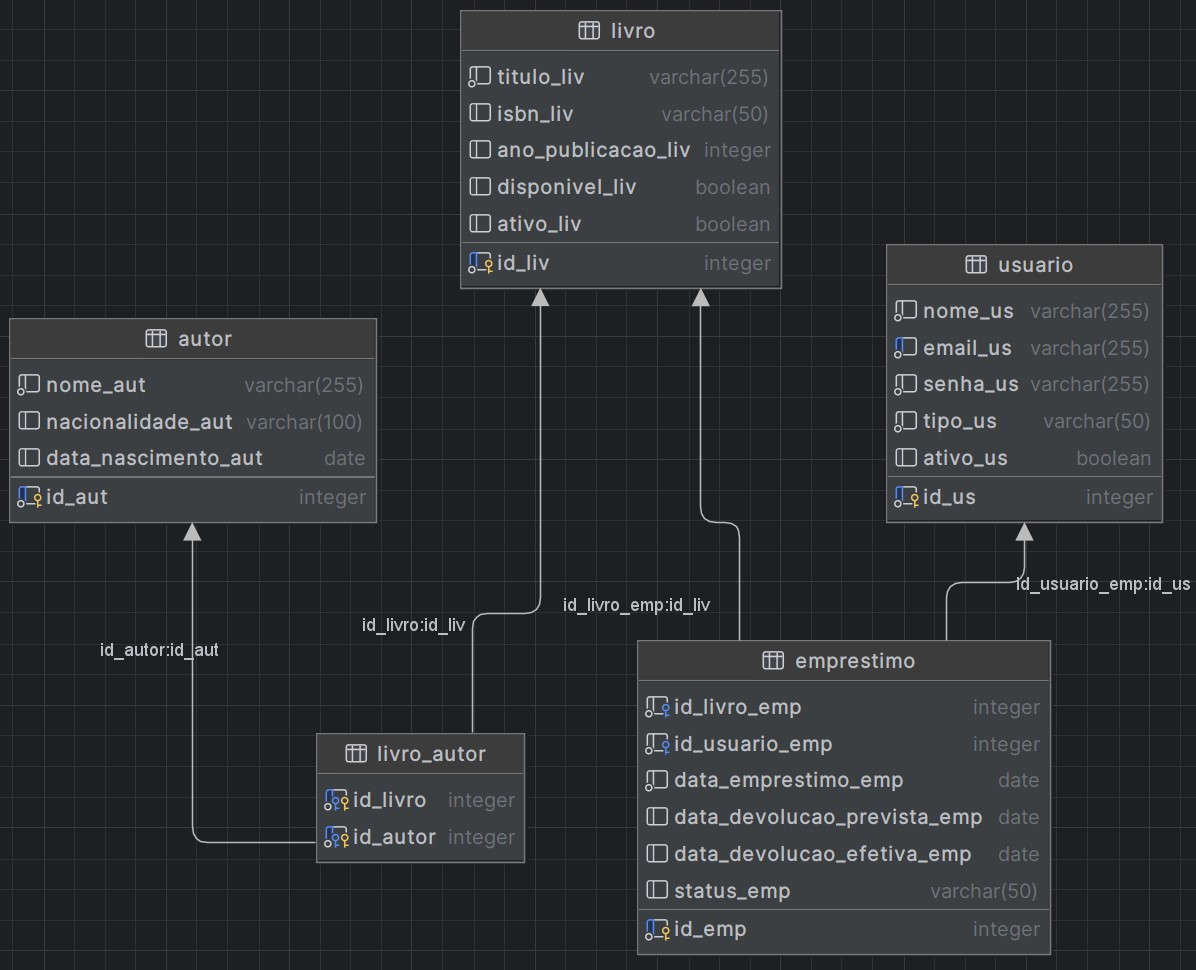 livro
titulo_liv varchar(255)
isbn_liv varchar(50)
ano_publicacao_liv integer
disponivel_liv boolean
ativo_liv boolean
id_liv integer
usuario
nome_us varchar(255)
email_us varchar(255)
senha_us varchar(255)
tipo_us varchar(50)
ativo_us boolean
id_us integer
autor
nome_aut varchar(255)
nacionalidade_aut varchar(100)
data_nascimento_aut date
id_aut integer
id_usuario_emp:id_us
id_livro_emp:id_liv
id_livro:id_liv
id_autor:id_aut
emprestimo
id_livro_emp integer
id_usuario_emp integer
data_emprestimo_emp date
data_devolucao_prevista_emp date
data_devolucao_efetiva_emp date
status_emp varchar(50)
id_emp integer
livro_autor
id_livro integer
id_autor integer